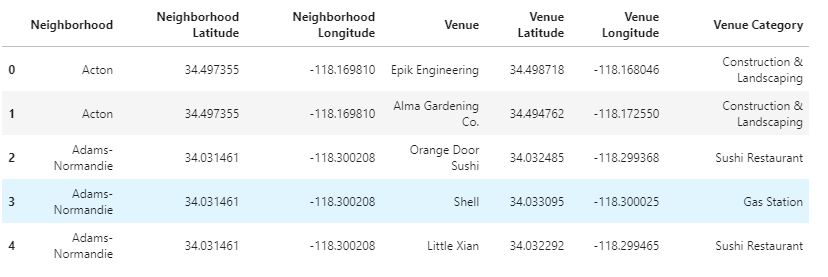 Neighborhood Neighborhood Latitude Neighborhood Longitude Venue Venue Latitude Venue Longitude Venue Category
0 Acton 34.497355 -118.169810 Epik Engineering 34.498718 -118.168046 Construction & Landscaping
1 Acton 34.497355 -118.169810 Alma Gardening Co. 34.494762 -118.172550 Construction & Landscaping
2 Adams-Normandie 34.031461 -118.300208 Orange Door Sushi 34.032485 -118.299368 Sushi Restaurant
3 Adams-Normandie 34.031461 -118.300208 Shell 34.033095 -118.300025 Gas Station
4 Adams-Normandie 34.031461 -118.300208 Little Xian 34.032292 -118.299465 Sushi Restaurant